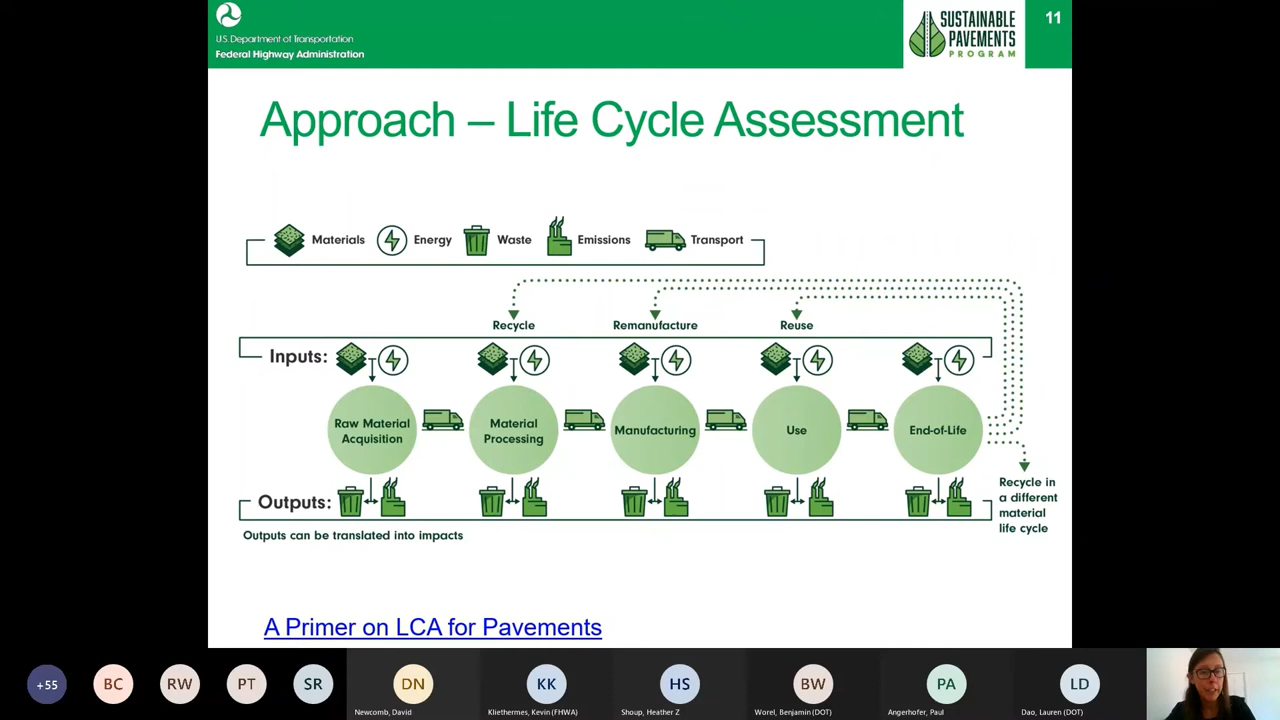 U.S. Department of Transportation
Federal Highway Administration
SUSTAINABLE
PAVEMENTS
PROGRAM
11
Approach – Life Cycle Assessment
Materials Energy Waste Emissions Transport
Recycle Remanufacture Reuse
Inputs:
Raw Material
Acquisition
Material
Processing
Manufacturing
Use
End-of-Life
Outputs:
Recycle in
a different
material
life cycle
Outputs can be translated into impacts
A Primer on LCA for Pavements
+55 BC RW PT SR DN KK HS BW PA LD
Newcomb, David Kliethermes, Kevin (FHWA) Shoup, Heather Z Worel, Benjamin (DOT) Angerhofer, Paul Dao, Lauren (DOT)